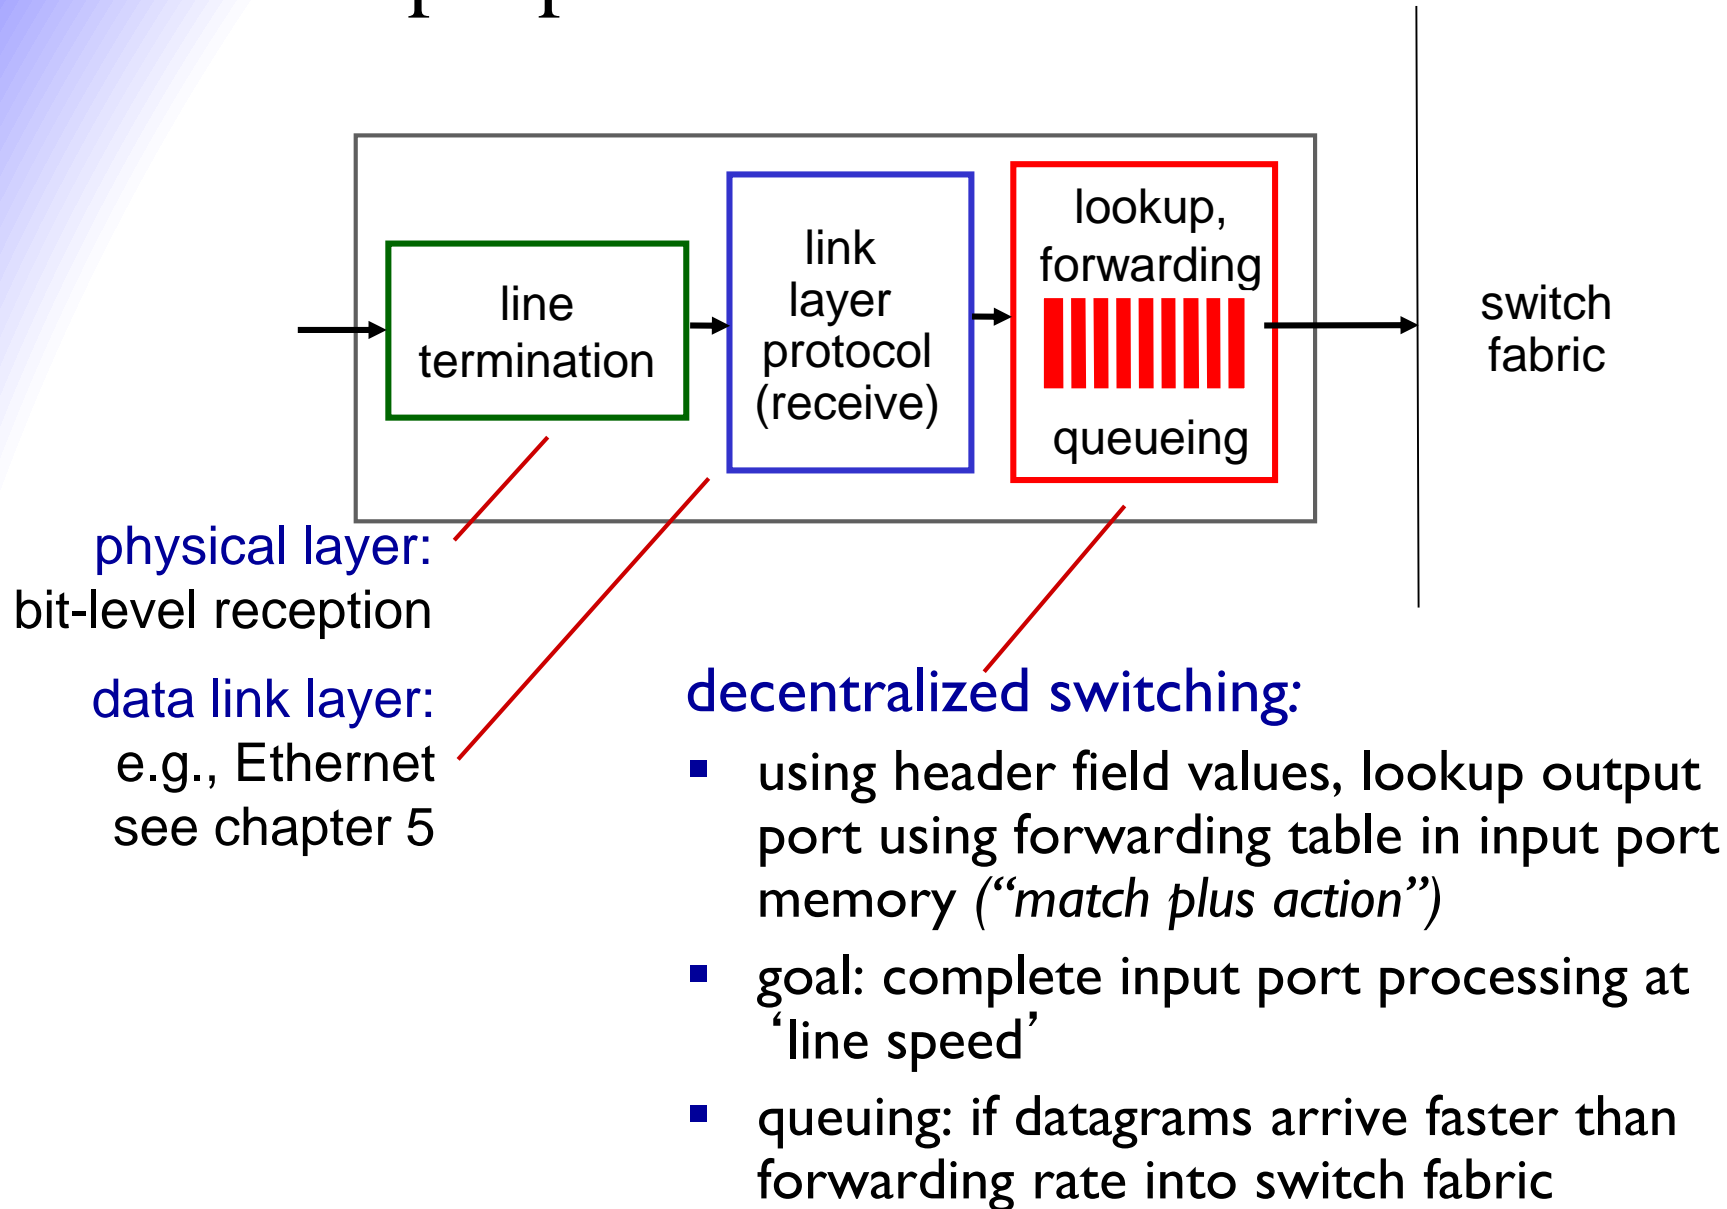 line
termination
link
layer
protocol
(receive)
lookup,
forwarding
queueing
switch
fabric
physical layer:
bit-level reception
data link layer:
e.g., Ethernet
see chapter 5
decentralized switching:
▪ using header field values, lookup output
port using forwarding table in input port
memory (“match plus action”)
▪ goal: complete input port processing at
‘line speed’
▪ queuing: if datagrams arrive faster than
forwarding rate into switch fabric